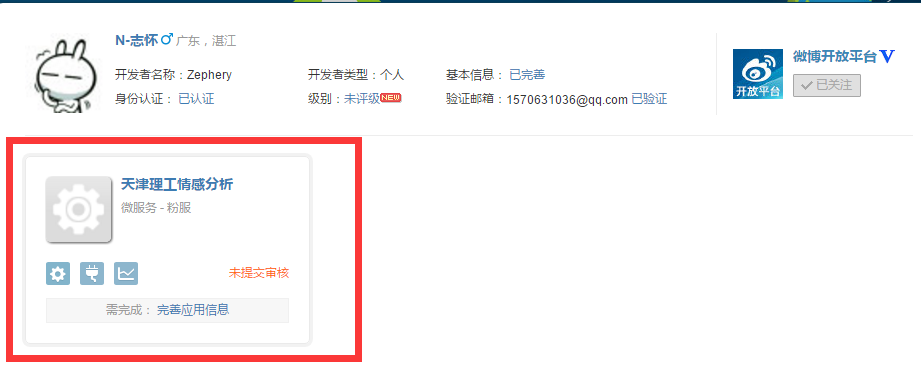 N-志怀 广东，湛江
开发者名称：Zephery 开发者类型：个人 基本信息： 已完善
身份认证： 已认证 级别：未评级NEW 验证邮箱：1570631036@qq.com 已验证
微博开放平台 V
已关注
开放平台
天津理工情感分析
微服务 - 粉服
未提交审核
需完成： 完善应用信息